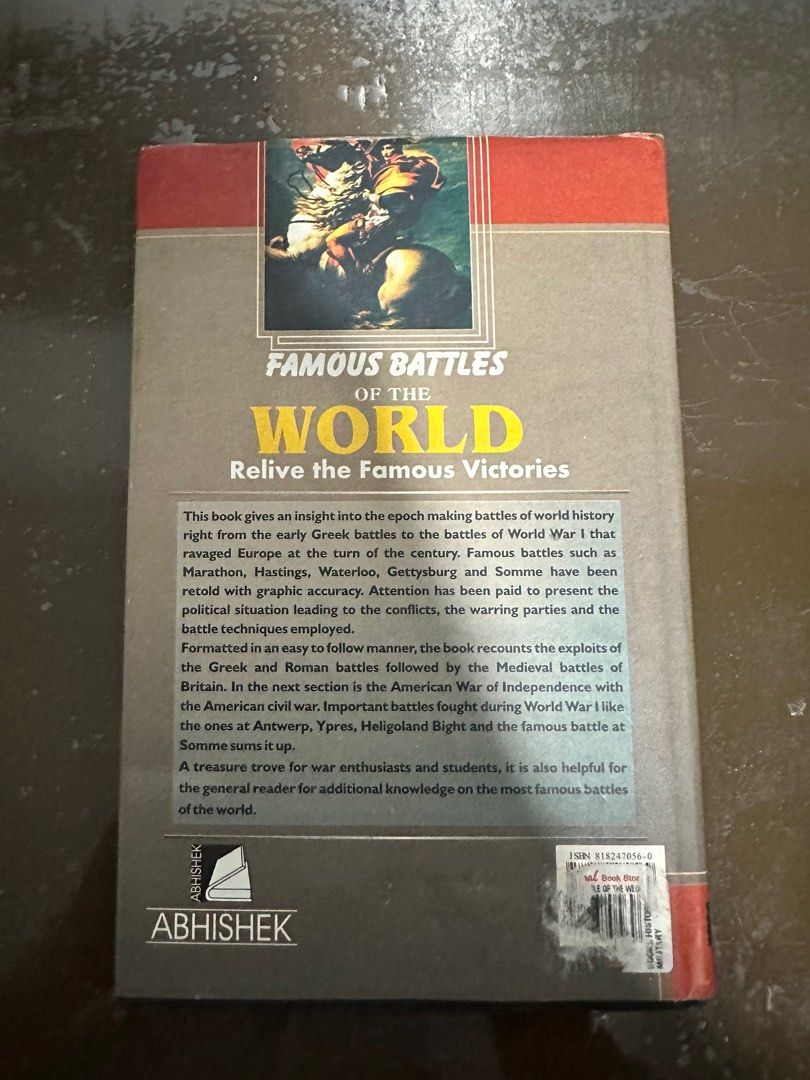 FAMOUS BATTLES
OF THE
WORLD
Relive the Famous Victories
This book gives an insight into the epoch making battles of world history
right from the early Greek battles to the battles of World War I that
ravaged Europe at the turn of the century. Famous battles such as
Marathon, Hastings, Waterloo, Gettysburg and Somme have been
retold with graphic accuracy. Attention has been paid to present the
political situation leading to the conflicts, the warring parties and the
battle techniques employed.
Formatted in an easy to follow manner, the book recounts the exploits of
the Greek and Roman battles followed by the Medieval battles of
Britain. In the next section is the American War of Independence with
the American civil war. Important battles fought during World War I like
the ones at Antwerp, Ypres, Heligoland Bight and the famous battle at
Somme sums it up.
A treasure trove for war enthusiasts and students, it is also helpful for
the general reader for additional knowledge on the most famous battles
of the world.
ABHISHEK
ABHISHEK
ISBN 818247056-0
Book Stor
OF THE
MILITARY